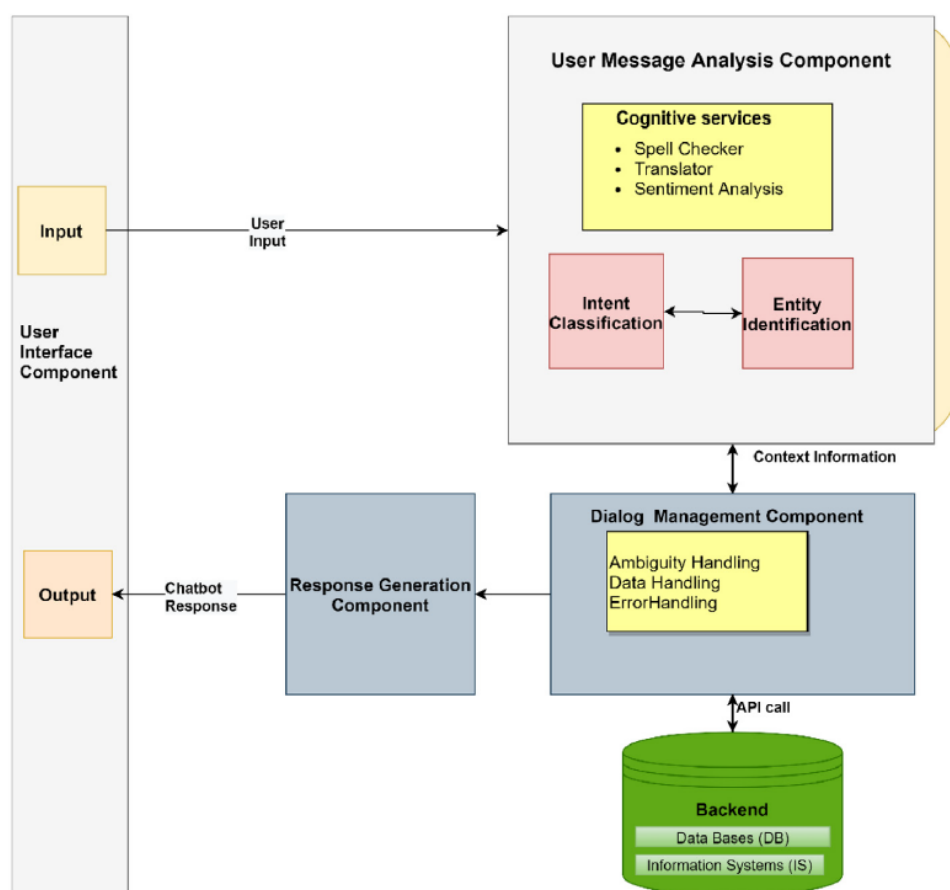 User Message Analysis Component
Cognitive services
• Spell Checker
• Translator
• Sentiment Analysis
Input
User
Input
Intent
Classification
Entity
Identification
User
Interface
Component
Context Information
Dialog Management Component
Ambiguity Handling
Data Handling
ErrorHandling
Response Generation
Component
Chatbot
Response
Output
API call
Backend
Data Bases (DB)
Information Systems (IS)